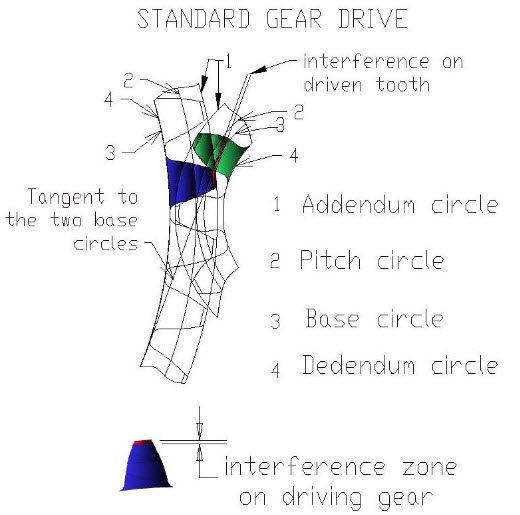 STANDARD GEAR DRIVE
1
interference on
driven tooth
2
4
3
2
3
4
Tangent to
the two base
circles
1 Addendum circle
2 Pitch circle
3 Base circle
4 Dedendum circle
interference zone
on driving gear